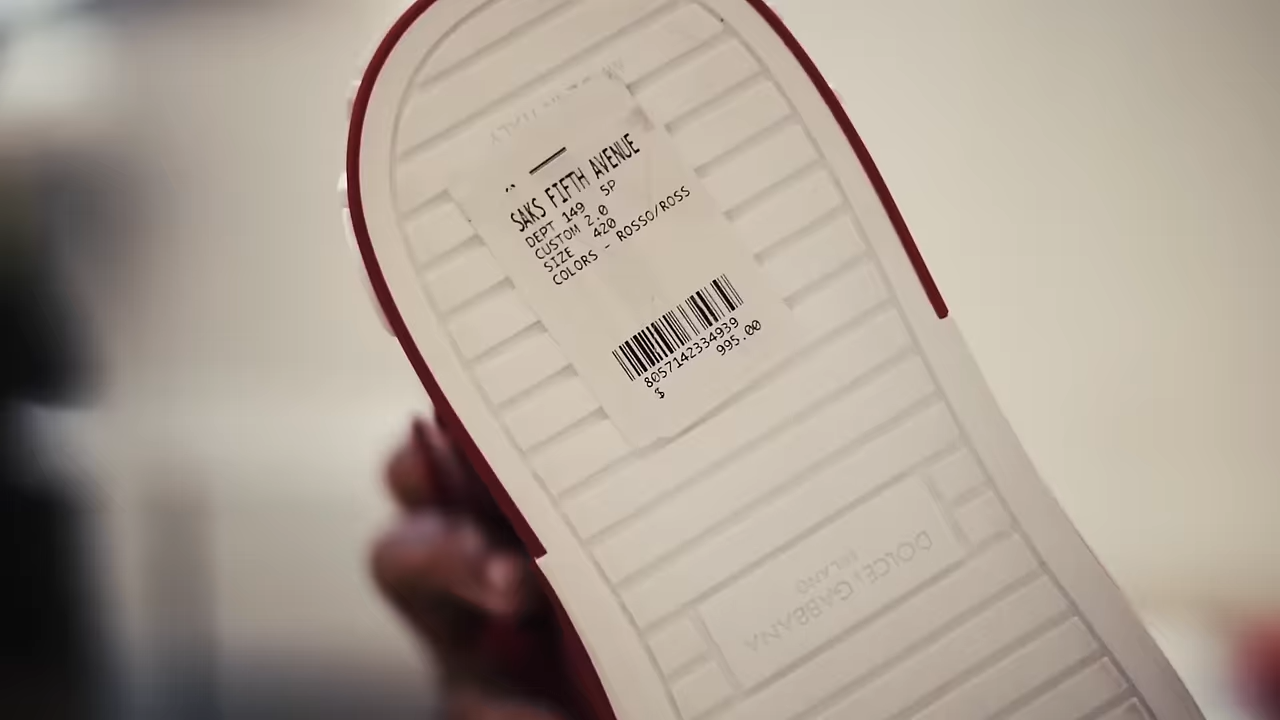 SAKS FIFTH AVENUE
DEPT 149 SP
CUSTOM 2.0
SIZE 420
COLORS - ROSSO/ROSS
8057142334939
$ 995.00
DOLCE & GABBANA
MILANO
ITALY